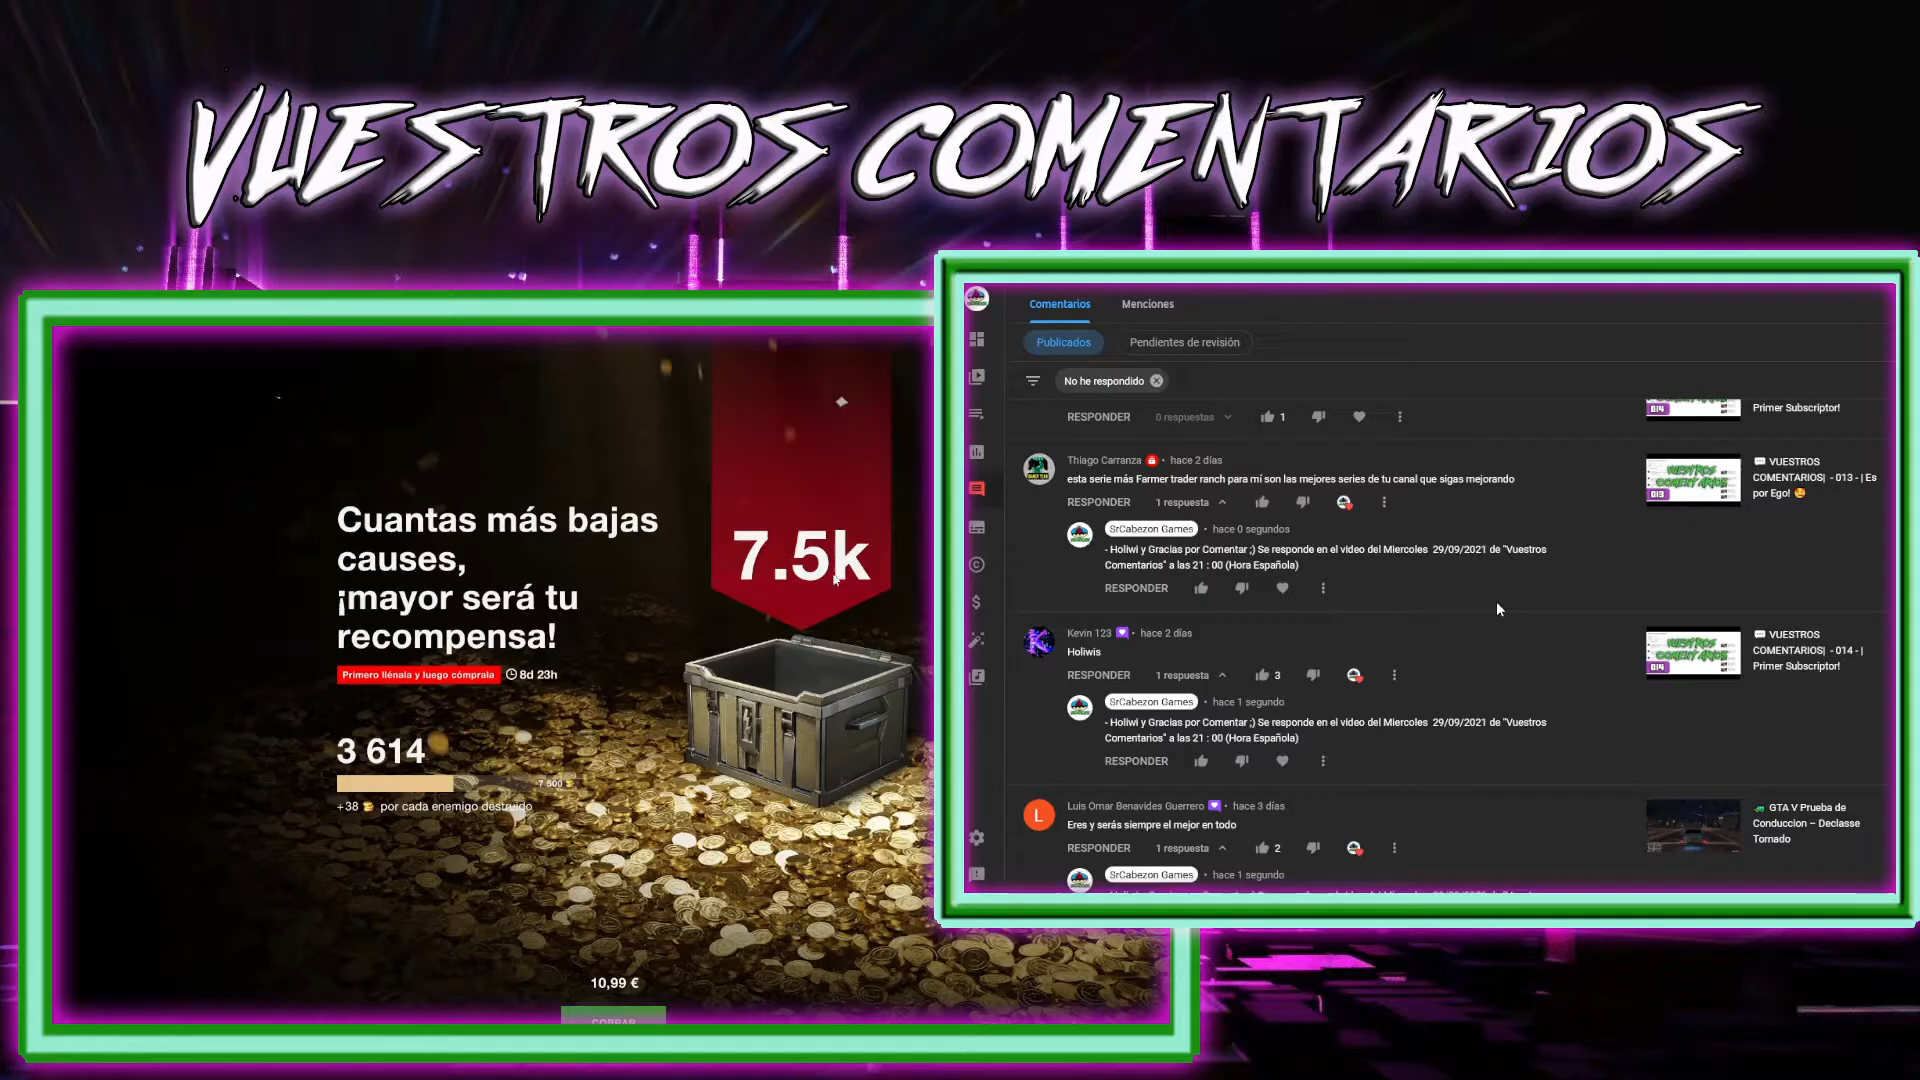 VUESTROS COMENTARIOS
Cuantas más bajas
causes,
¡mayor será tu
recompensa!
Primero llénala y luego cómprala
8d 23h
7.5k
3 614
7 500
+38 por cada enemigo destruido
10,99 €
COBRAR
Comentarios
Menciones
Publicados
Pendientes de revisión
No he respondido
RESPONDER
0 respuestas
1
014
Primer Subscriptor!
Thiago Carranza • hace 2 días
esta serie más Farmer trader ranch para mí son las mejores series de tu canal que sigas mejorando
RESPONDER
1 respuesta
VUESTROS
COMENTARIOS
013
VUESTROS
COMENTARIOS| - 013 - | Es
por Ego!
SrCabezon Games • hace 0 segundos
- Holiwi y Gracias por Comentar ;) Se responde en el video del Miercoles 29/09/2021 de "Vuestros
Comentarios" a las 21 : 00 (Hora Española)
RESPONDER
Kevin 123 • hace 2 días
Holiwis
RESPONDER
1 respuesta
3
VUESTROS
COMENTARIOS
014
VUESTROS
COMENTARIOS| - 014 - |
Primer Subscriptor!
SrCabezon Games • hace 1 segundo
- Holiwi y Gracias por Comentar ;) Se responde en el video del Miercoles 29/09/2021 de "Vuestros
Comentarios" a las 21 : 00 (Hora Española)
RESPONDER
L
Luis Omar Benavides Guerrero • hace 3 días
Eres y serás siempre el mejor en todo
RESPONDER
1 respuesta
2
GTA V Prueba de
Conduccion – Declasse
Tornado
SrCabezon Games • hace 1 segundo